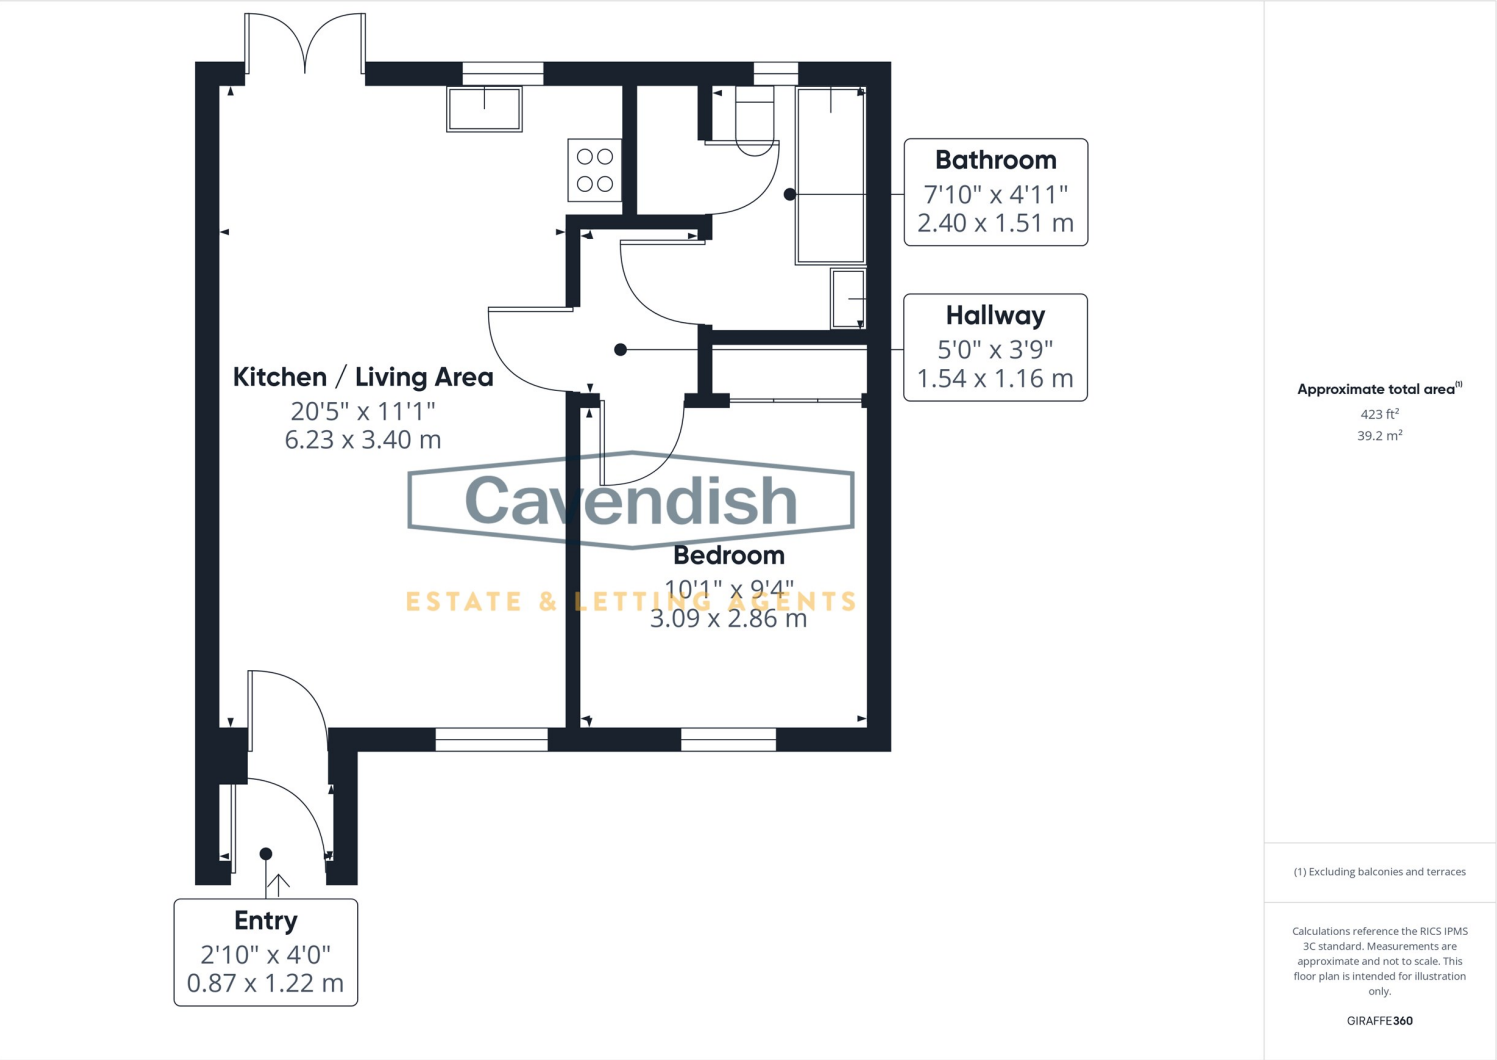 Bathroom
7'10" x 4'11"
2.40 x 1.51 m
Hallway
5'0" x 3'9"
1.54 x 1.16 m
Kitchen / Living Area
20'5" x 11'1"
6.23 x 3.40 m
Cavendish
ESTATE & LETTING AGENTS
Bedroom
10'1" x 9'4"
3.09 x 2.86 m
Entry
2'10" x 4'0"
0.87 x 1.22 m
Approximate total area(1)
423 ft²
39.2 m²
(1) Excluding balconies and terraces
Calculations reference the RICS IPMS
3C standard. Measurements are
approximate and not to scale. This
floor plan is intended for illustration
only.
GIRAFFE360